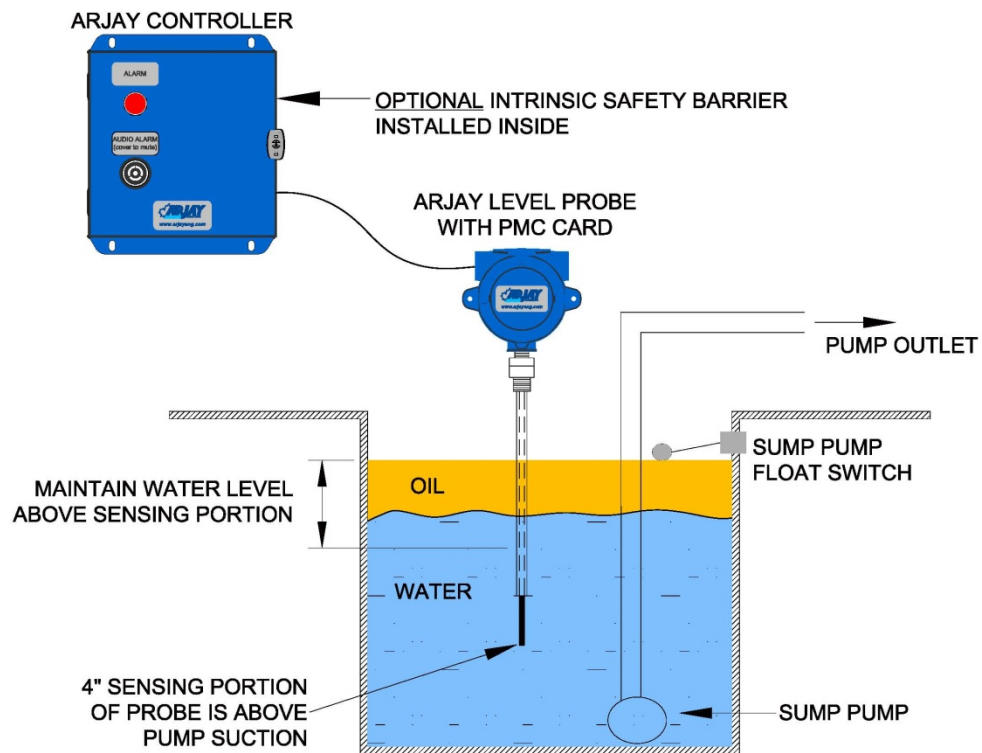 ARJAY CONTROLLER
ALARM
AUDIO ALARM
(cover to mute)
ARJAY
www.arjayeng.com
OPTIONAL INTRINSIC SAFETY BARRIER
INSTALLED INSIDE
ARJAY LEVEL PROBE
WITH PMC CARD
ARJAY
www.arjayeng.com
PUMP OUTLET
SUMP PUMP
FLOAT SWITCH
MAINTAIN WATER LEVEL
ABOVE SENSING PORTION
OIL
WATER
4" SENSING PORTION
OF PROBE IS ABOVE
PUMP SUCTION
SUMP PUMP